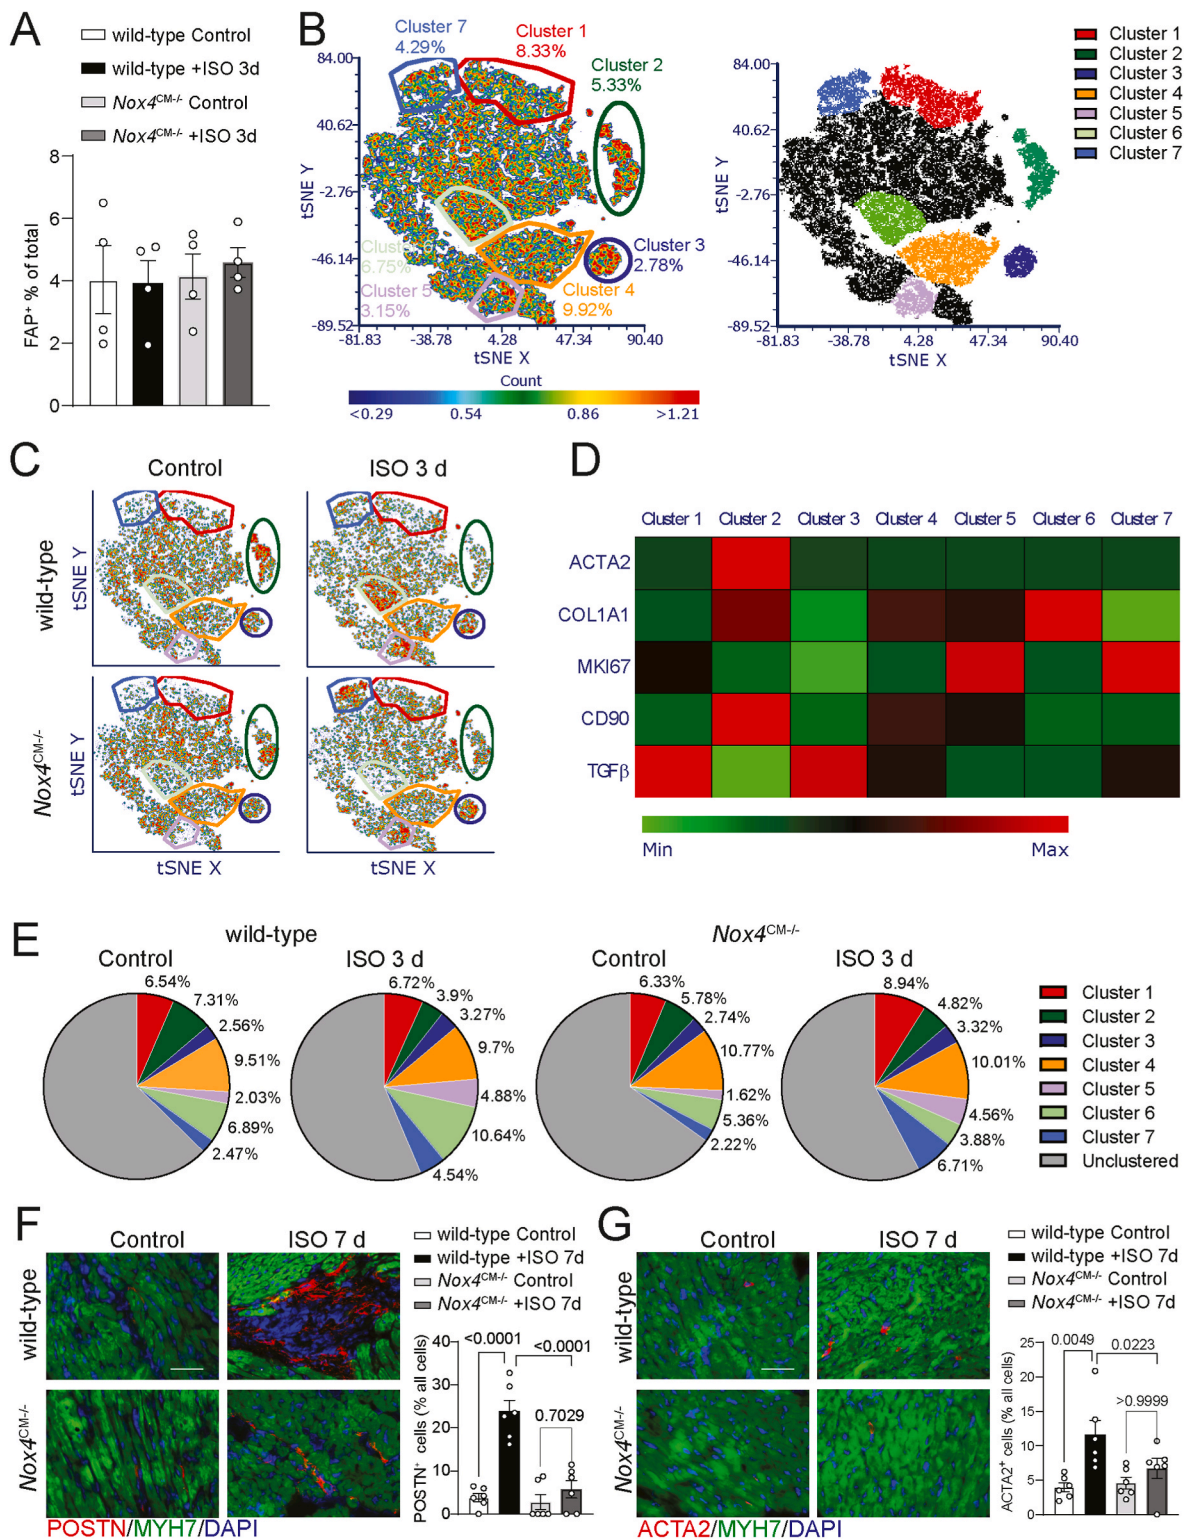 A
wild-type Control
wild-type +ISO 3d
Nox4CM-/- Control
Nox4CM-/- +ISO 3d
FAP+ % of total
8
6
4
2
0
B
Cluster 7
4.29%
Cluster 1
8.33%
Cluster 2
5.33%
Cluster 3
2.78%
Cluster 4
9.92%
Cluster 5
3.15%
Cluster 6
6.75%
tSNE Y
84.00
40.62
-2.76
-46.14
-89.52
-81.83
-38.78
4.28
47.34
90.40
tSNE X
Count
<0.29
0.54
0.86
>1.21
tSNE Y
84.00
40.62
-2.76
-46.14
-89.52
-81.83
-38.78
4.28
47.34
90.40
tSNE X
Cluster 1
Cluster 2
Cluster 3
Cluster 4
Cluster 5
Cluster 6
Cluster 7
C
Control
ISO 3 d
wild-type
tSNE Y
Nox4CM-/-
tSNE Y
tSNE X
tSNE X
D
Cluster 1 Cluster 2 Cluster 3 Cluster 4 Cluster 5 Cluster 6 Cluster 7
ACTA2
COL1A1
MKI67
CD90
TGFβ
Min
Max
E
wild-type
Nox4CM-/-
Control
6.54%
7.31%
2.56%
9.51%
2.03%
6.89%
2.47%
ISO 3 d
6.72%
3.9%
3.27%
9.7%
4.88%
10.64%
4.54%
Control
6.33%
5.78%
2.74%
10.77%
1.62%
5.36%
2.22%
ISO 3 d
8.94%
4.82%
3.32%
10.01%
4.56%
3.88%
6.71%
Cluster 1
Cluster 2
Cluster 3
Cluster 4
Cluster 5
Cluster 6
Cluster 7
Unclustered
F
Control
ISO 7 d
wild-type
Nox4CM-/-
POSTN/MYH7/DAPI
wild-type Control
wild-type +ISO 7d
Nox4CM-/- Control
Nox4CM-/- +ISO 7d
POSTN+ cells (% all cells)
40
30
20
10
0
<0.0001
<0.0001
0.7029
G
Control
ISO 7 d
wild-type
Nox4CM-/-
ACTA2/MYH7/DAPI
wild-type Control
wild-type +ISO 7d
Nox4CM-/- Control
Nox4CM-/- +ISO 7d
ACTA2+ cells (% all cells)
25
20
15
10
5
0
0.0049
0.0223
>0.9999